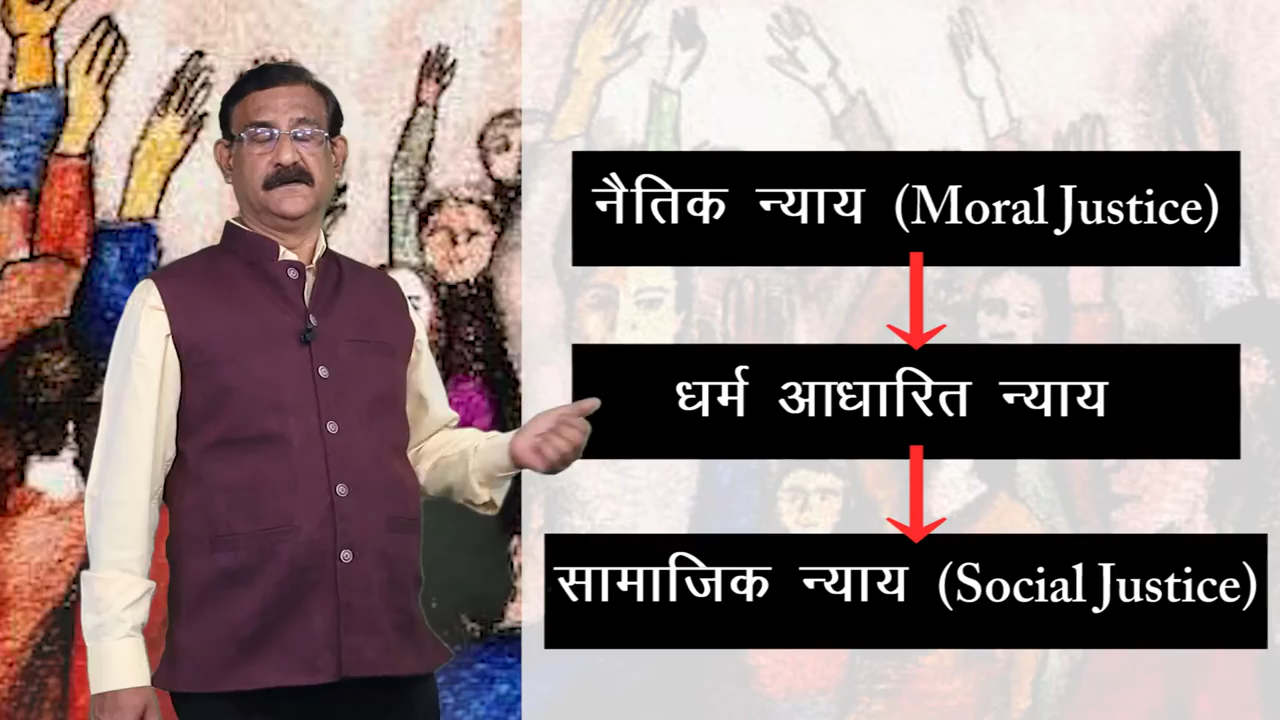 नैतिक न्याय (Moral Justice)
धर्म आधारित न्याय
सामाजिक न्याय (Social Justice)